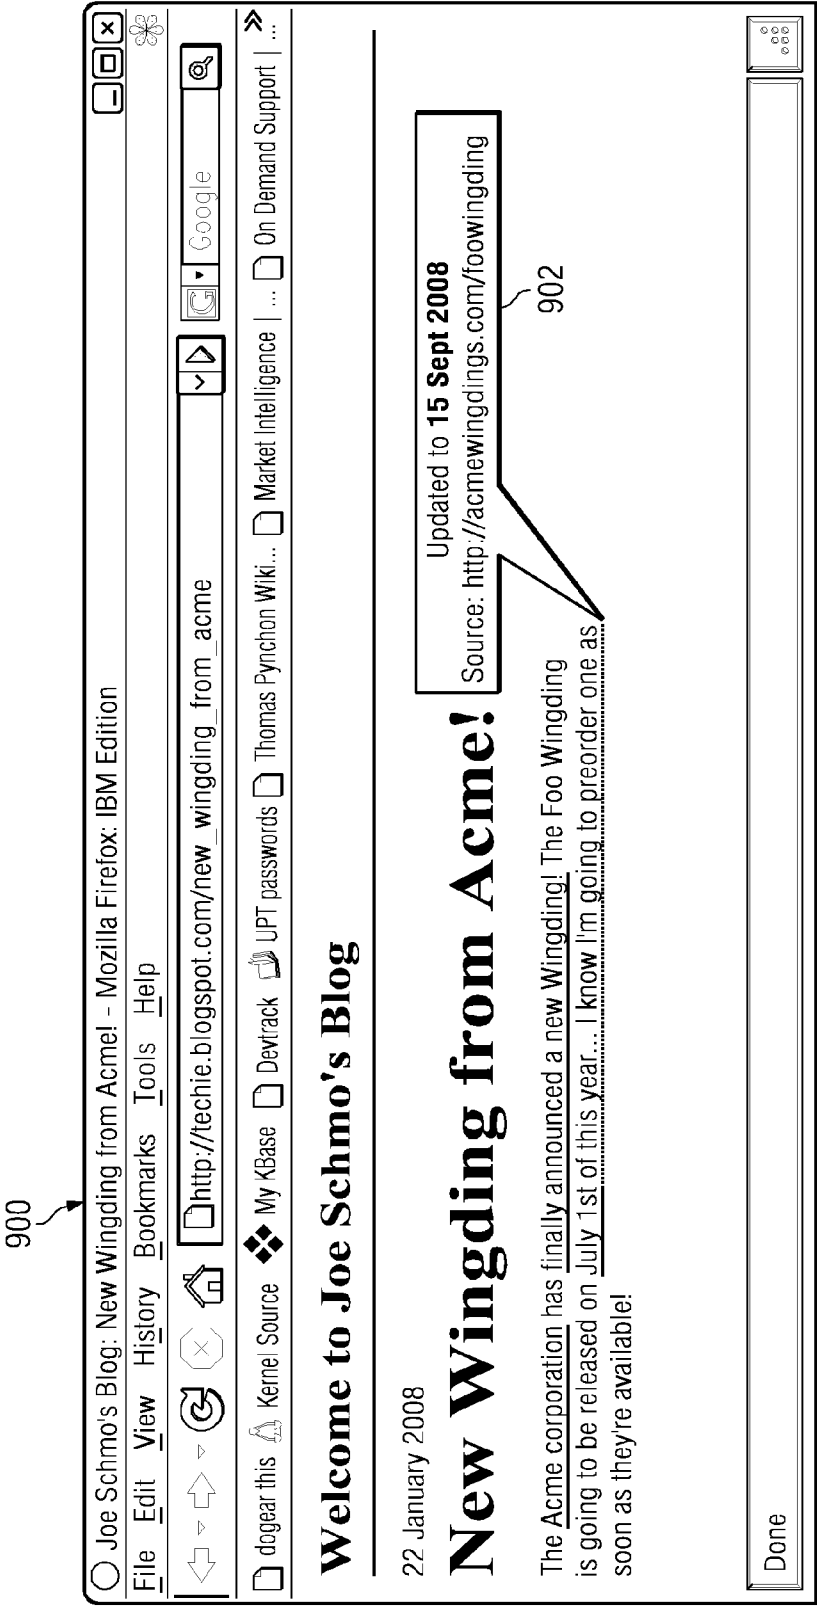 900
Joe Schmo's Blog: New Wingding from Acme! - Mozilla Firefox: IBM Edition
File Edit View History Bookmarks Tools Help
http://techie.blogspot.com/new_wingding_from_acme
G Google
dogear this Kernel Source My KBase Devtrack UPT passwords Thomas Pynchon Wiki... Market Intelligence | ... On Demand Support | ... »
Welcome to Joe Schmo's Blog
22 January 2008
New Wingding from Acme!
Updated to 15 Sept 2008
Source: http://acmewingdings.com/foowingding
902
The Acme corporation has finally announced a new Wingding! The Foo Wingding
is going to be released on July 1st of this year... I know I'm going to preorder one as
soon as they're available!
Done